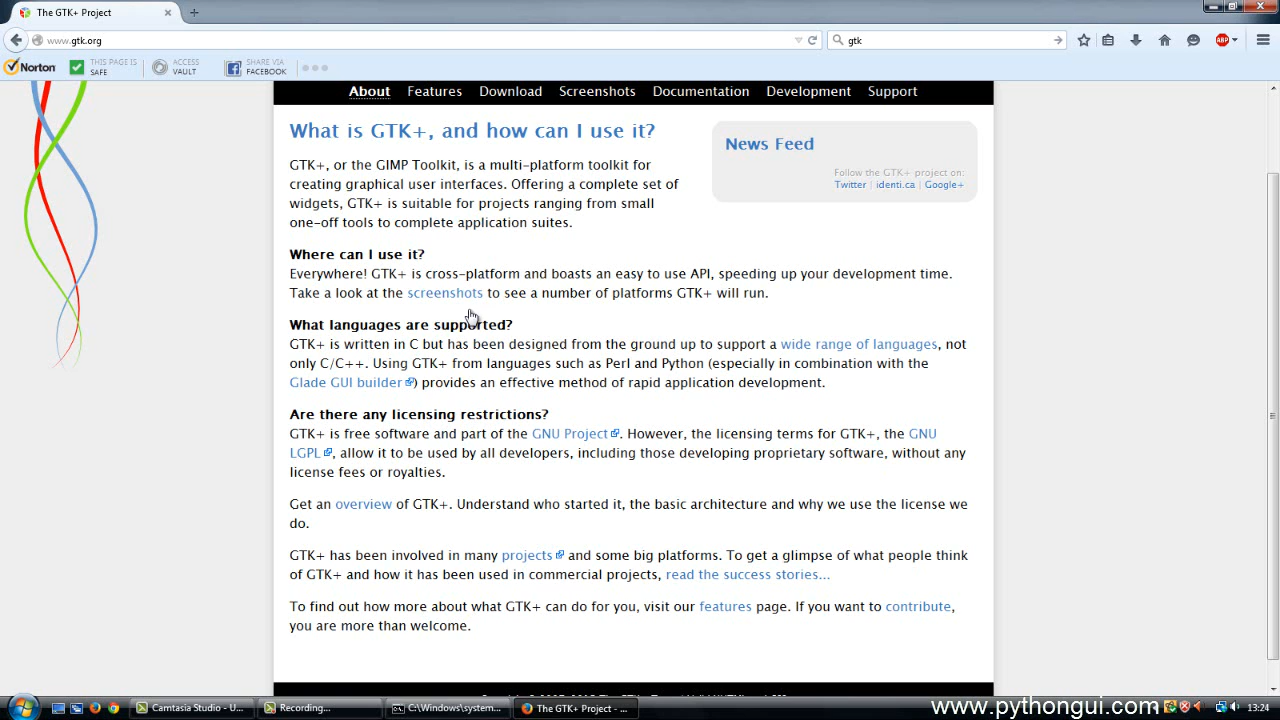 The GTK+ Project
www.gtk.org
gtk
Norton
THIS PAGE IS
SAFE
ACCESS
VAULT
SHARE VIA
FACEBOOK
ABP
About Features Download Screenshots Documentation Development Support
What is GTK+, and how can I use it?
GTK+, or the GIMP Toolkit, is a multi-platform toolkit for
creating graphical user interfaces. Offering a complete set of
widgets, GTK+ is suitable for projects ranging from small
one-off tools to complete application suites.
News Feed
Follow the GTK+ project on:
Twitter | identi.ca | Google+
Where can I use it?
Everywhere! GTK+ is cross-platform and boasts an easy to use API, speeding up your development time.
Take a look at the screenshots to see a number of platforms GTK+ will run.
What languages are supported?
GTK+ is written in C but has been designed from the ground up to support a wide range of languages, not
only C/C++. Using GTK+ from languages such as Perl and Python (especially in combination with the
Glade GUI builder) provides an effective method of rapid application development.
Are there any licensing restrictions?
GTK+ is free software and part of the GNU Project. However, the licensing terms for GTK+, the GNU
LGPL, allow it to be used by all developers, including those developing proprietary software, without any
license fees or royalties.
Get an overview of GTK+. Understand who started it, the basic architecture and why we use the license we
do.
GTK+ has been involved in many projects and some big platforms. To get a glimpse of what people think
of GTK+ and how it has been used in commercial projects, read the success stories...
To find out how more about what GTK+ can do for you, visit our features page. If you want to contribute,
you are more than welcome.
Camtasia Studio - U...
Recording...
C:\Windows\system...
The GTK+ Project - ...
www.pythongui.com
13:24